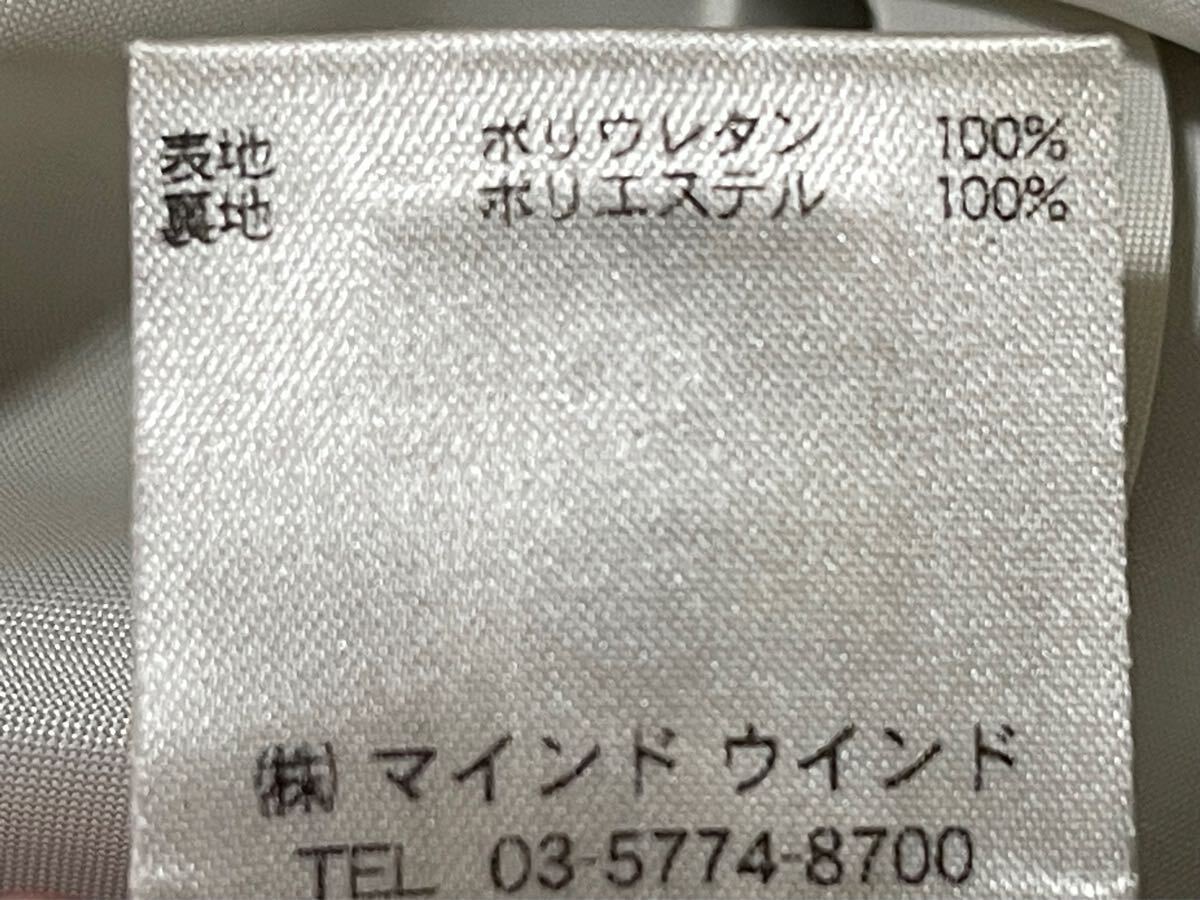 表地 ポリウレタン 100%
裏地 ポリエステル 100%
㈱ マインド ウインド
TEL 03-5774-8700